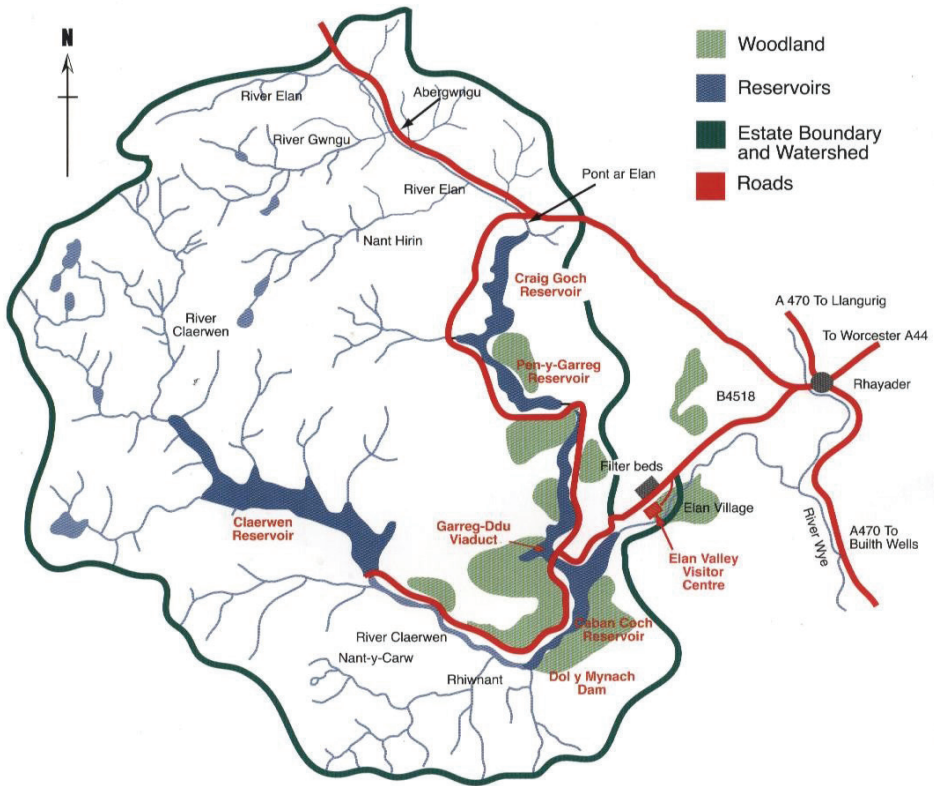 N
Woodland
Reservoirs
Estate Boundary
and Watershed
Roads
River Elan
Abergwngu
River Gwngu
River Elan
Pont ar Elan
Nant Hirin
Craig Goch
Reservoir
River
Claerwen
A 470 To Llangurig
To Worcester A44
Pen-y-Garreg
Reservoir
B4518
Rhayader
Filter beds
Elan Village
Claerwen
Reservoir
Garreg-Ddu
Viaduct
Elan Valley
Visitor
Centre
River Wye
A470 To
Builth Wells
Caban Coch
Reservoir
River Claerwen
Nant-y-Carw
Rhiwnant
Dol y Mynach
Dam